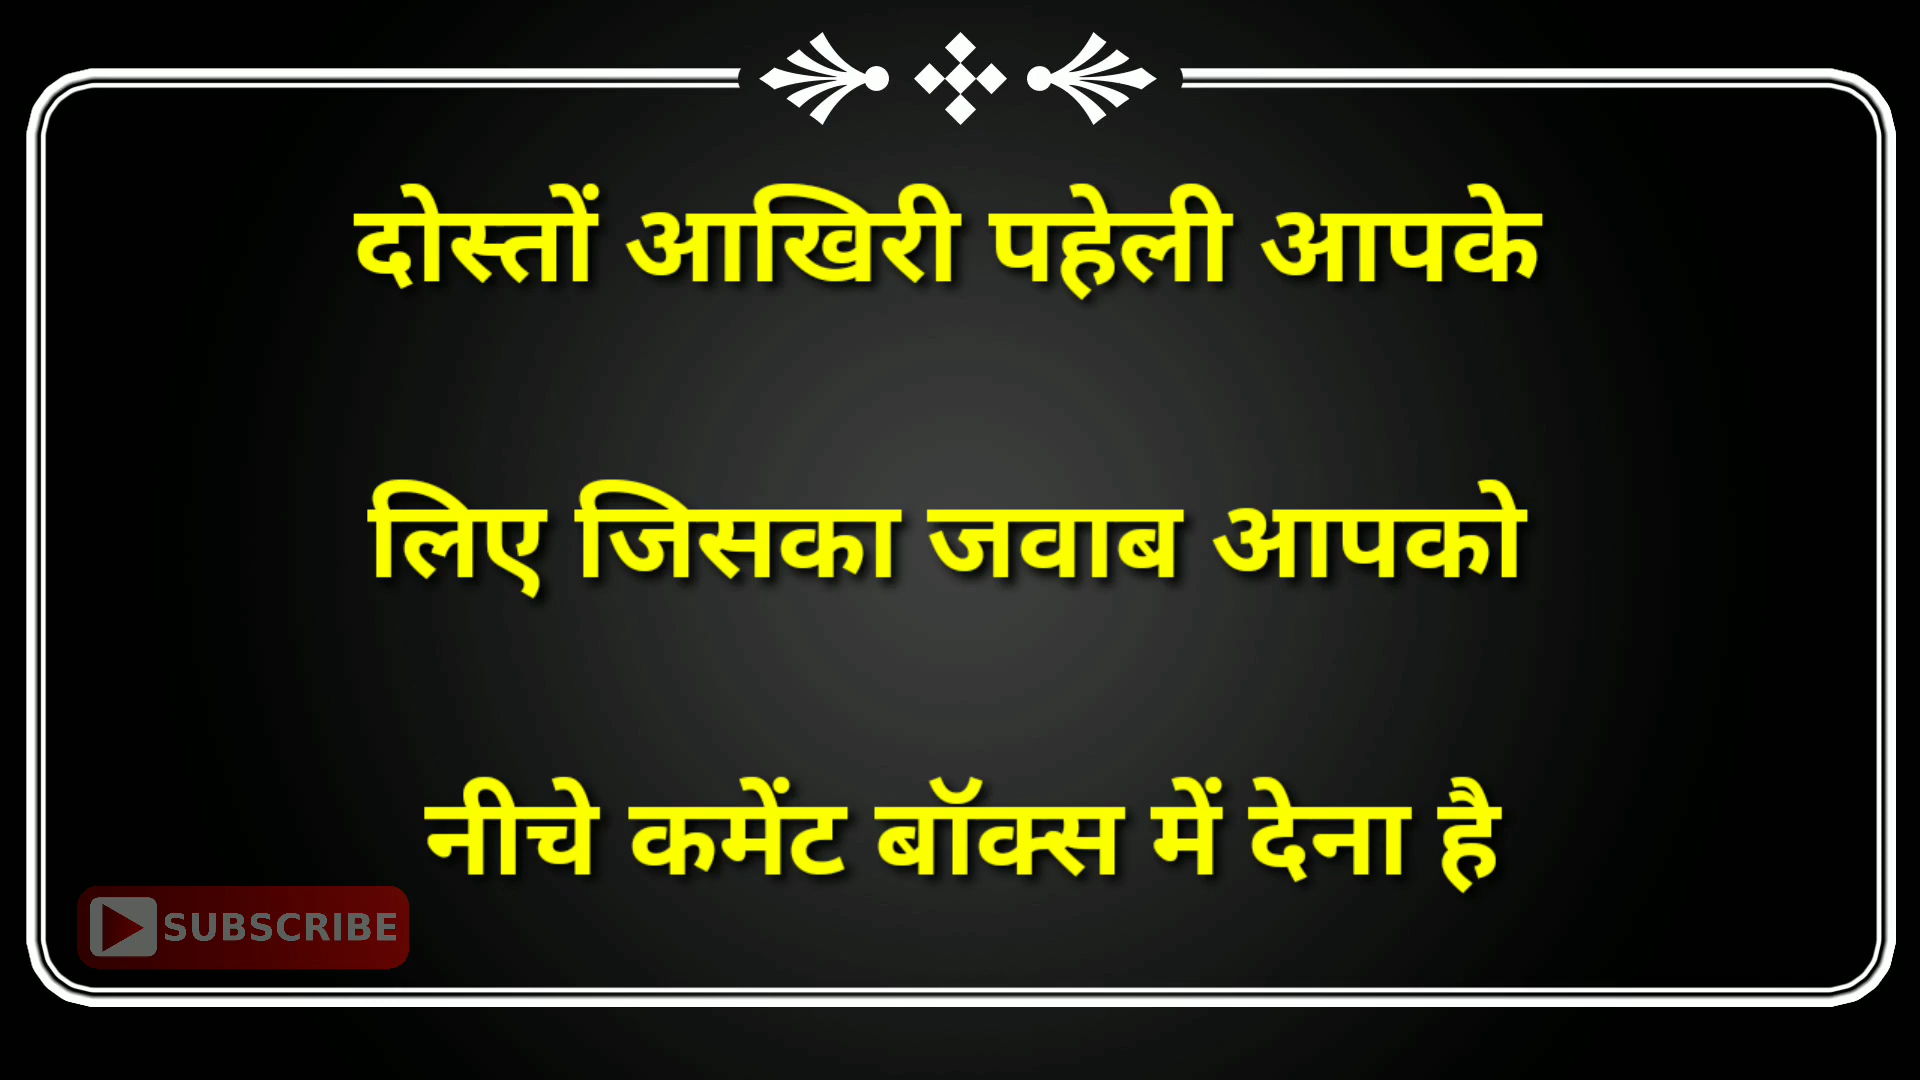 दोस्तों आखिरी पहेली आपके
लिए जिसका जवाब आपको
नीचे कमेंट बॉक्स में देना है
SUBSCRIBE